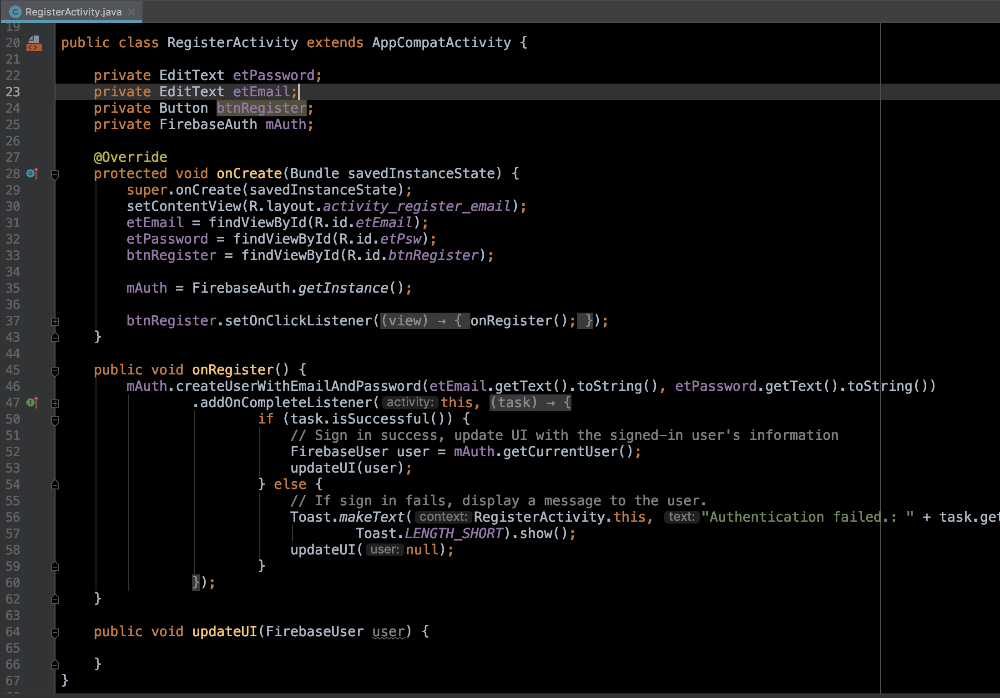 RegisterActivity.java
19
20 public class RegisterActivity extends AppCompatActivity {
21
22 private EditText etPassword;
23 private EditText etEmail;
24 private Button btnRegister;
25 private FirebaseAuth mAuth;
26
27 @Override
28 protected void onCreate(Bundle savedInstanceState) {
29 super.onCreate(savedInstanceState);
30 setContentView(R.layout.activity_register_email);
31 etEmail = findViewById(R.id.etEmail);
32 etPassword = findViewById(R.id.etPsw);
33 btnRegister = findViewById(R.id.btnRegister);
34
35 mAuth = FirebaseAuth.getInstance();
36
37 btnRegister.setOnClickListener((view) → { onRegister(); });
43 }
44
45 public void onRegister() {
46 mAuth.createUserWithEmailAndPassword(etEmail.getText().toString(), etPassword.getText().toString())
47 .addOnCompleteListener( activity: this, (task) → {
50 if (task.isSuccessful()) {
51 // Sign in success, update UI with the signed-in user's information
52 FirebaseUser user = mAuth.getCurrentUser();
53 updateUI(user);
54 } else {
55 // If sign in fails, display a message to the user.
56 Toast.makeText( context: RegisterActivity.this, text: "Authentication failed.: " + task.get
57 Toast.LENGTH_SHORT).show();
58 updateUI( user: null);
59 }
60 });
62 }
63
64 public void updateUI(FirebaseUser user) {
65
66 }
67 }